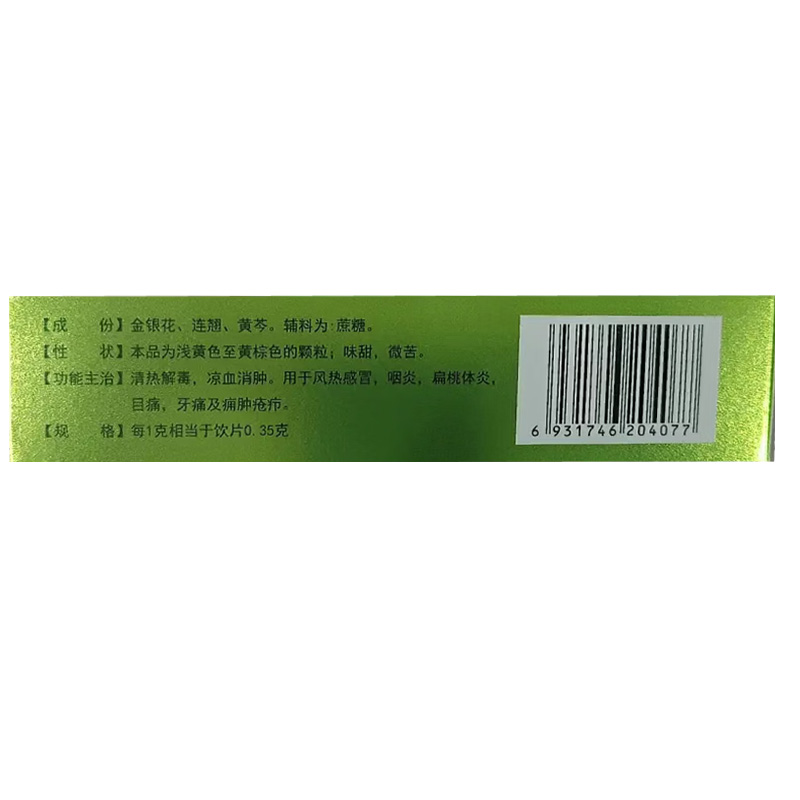 【成　　份】金银花、连翘、黄芩。辅料为:蔗糖。
【性　　状】本品为浅黄色至黄棕色的颗粒；味甜，微苦。
【功能主治】清热解毒，凉血消肿。用于风热感冒，咽炎，扁桃体炎，
目痛，牙痛及痈肿疮疖。
【规　　格】每1克相当于饮片0.35克
6 931746 204077